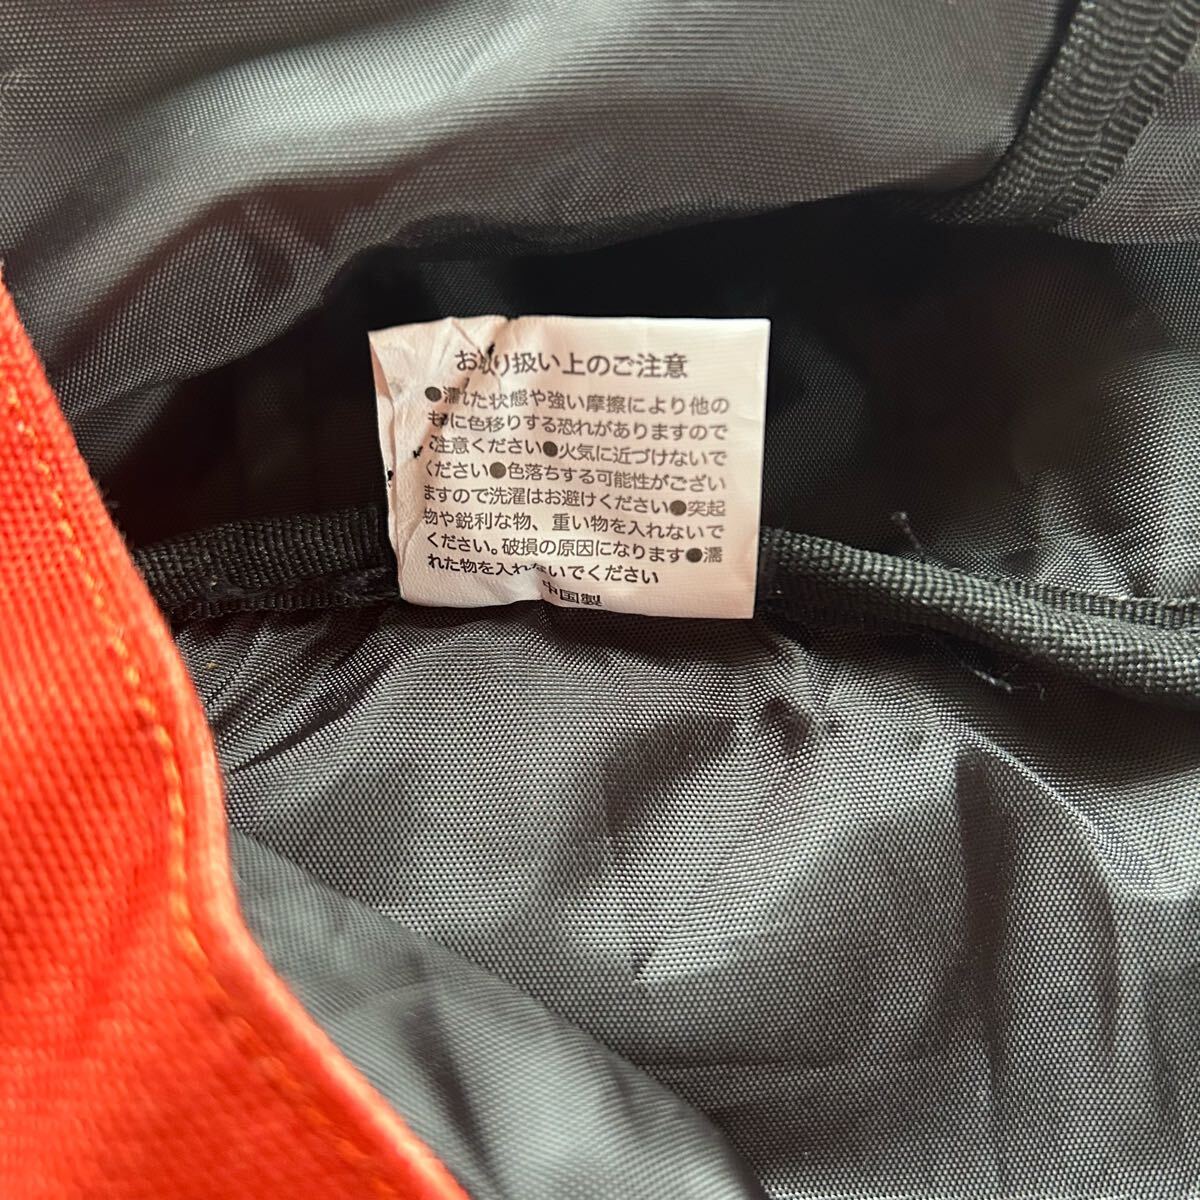 お取り扱い上のご注意
●濡れた状態や強い摩擦により他の
ものに色移りする恐れがありますので
ご注意ください●火気に近づけないで
ください●色落ちする可能性がござい
ますので洗濯はお避けください●突起
物や鋭利な物、重い物を入れないで
ください。破損の原因になります●濡
れた物を入れないでください
中国製